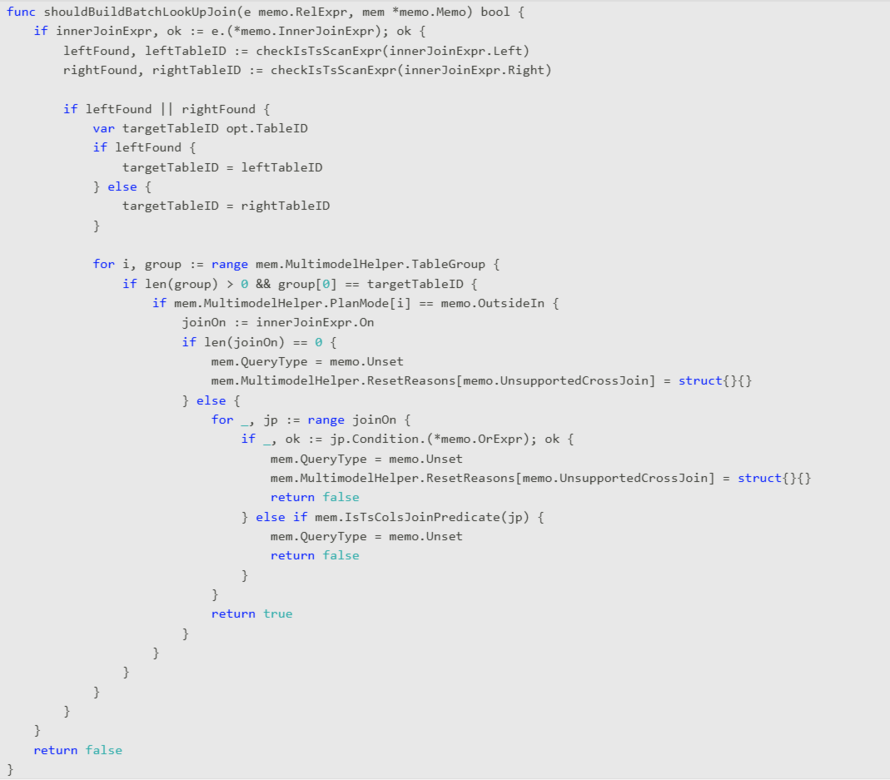 func shouldBuildBatchLookUpJoin(e memo.RelExpr, mem *memo.Memo) bool {
    if innerJoinExpr, ok := e.(*memo.InnerJoinExpr); ok {
        leftFound, leftTableID := checkIsTsScanExpr(innerJoinExpr.Left)
        rightFound, rightTableID := checkIsTsScanExpr(innerJoinExpr.Right)

        if leftFound || rightFound {
            var targetTableID opt.TableID
            if leftFound {
                targetTableID = leftTableID
            } else {
                targetTableID = rightTableID
            }

            for i, group := range mem.MultimodelHelper.TableGroup {
                if len(group) > 0 && group[0] == targetTableID {
                    if mem.MultimodelHelper.PlanMode[i] == memo.OutsideIn {
                        joinOn := innerJoinExpr.On
                        if len(joinOn) == 0 {
                            mem.QueryType = memo.Unset
                            mem.MultimodelHelper.ResetReasons[memo.UnsupportedCrossJoin] = struct{}{}
                        } else {
                            for _, jp := range joinOn {
                                if _, ok := jp.Condition.(*memo.OrExpr); ok {
                                    mem.QueryType = memo.Unset
                                    mem.MultimodelHelper.ResetReasons[memo.UnsupportedCrossJoin] = struct{}{}
                                    return false
                                } else if mem.IsTsColsJoinPredicate(jp) {
                                    mem.QueryType = memo.Unset
                                    return false
                                }
                            }
                            return true
                        }
                    }
                }
            }
        }
    }
    return false
}